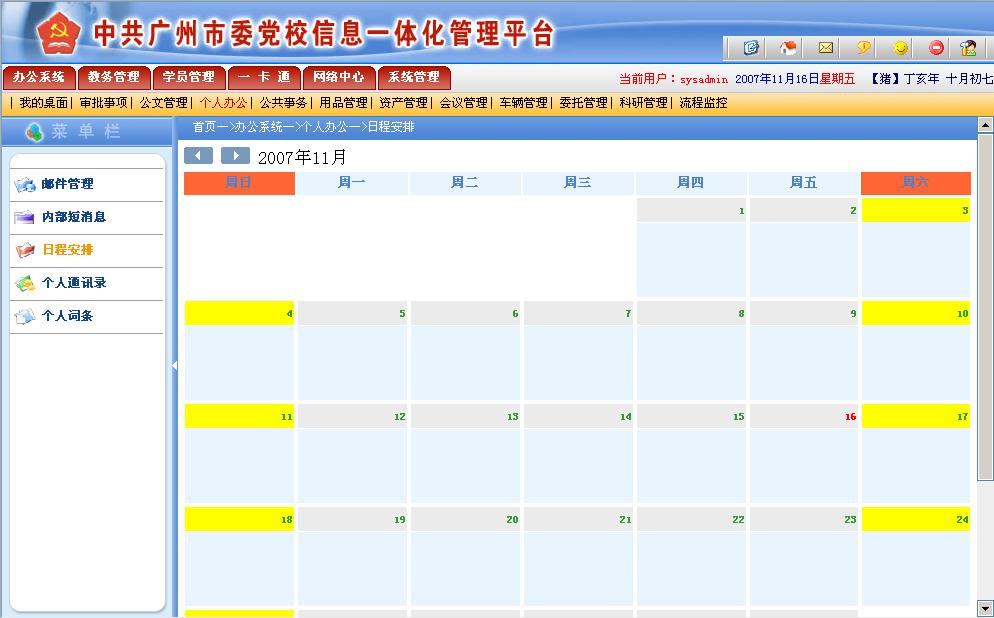 中共广州市委党校信息一体化管理平台
办公系统 教务管理 学员管理 一 卡 通 网络中心 系统管理 当前用户：sysadmin 2007年11月16日星期五 【猪】丁亥年 十月初七
| 我的桌面| 审批事项| 公文管理| 个人办公| 公共事务| 用品管理| 资产管理| 会议管理| 车辆管理| 委托管理| 科研管理| 流程监控
菜 单 栏
首页—>办公系统—>个人办公—>日程安排
邮件管理
内部短消息
日程安排
个人通讯录
个人词条
2007年11月
周日 周一 周二 周三 周四 周五 周六
1 2 3
4 5 6 7 8 9 10
11 12 13 14 15 16 17
18 19 20 21 22 23 24